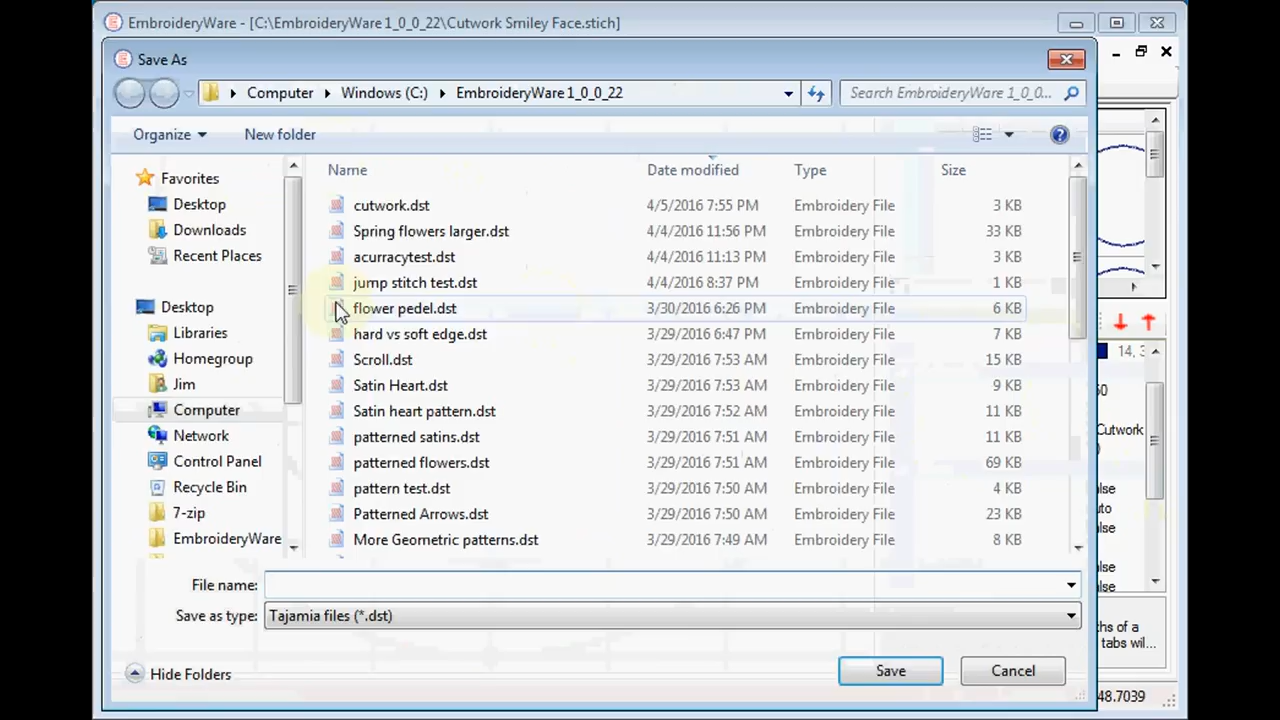 EmbroideryWare - [C:\EmbroideryWare 1_0_0_22\Cutwork Smiley Face.stich]
Save As
Computer Windows (C:) EmbroideryWare 1_0_0_22
Search EmbroideryWare 1_0_0...
Organize New folder
Favorites
Desktop
Downloads
Recent Places
Desktop
Libraries
Homegroup
Jim
Computer
Network
Control Panel
Recycle Bin
7-zip
EmbroideryWare
Name Date modified Type Size
cutwork.dst 4/5/2016 7:55 PM Embroidery File 3 KB
Spring flowers larger.dst 4/4/2016 11:56 PM Embroidery File 33 KB
acurracytest.dst 4/4/2016 11:13 PM Embroidery File 3 KB
jump stitch test.dst 4/4/2016 8:37 PM Embroidery File 1 KB
flower pedel.dst 3/30/2016 6:26 PM Embroidery File 6 KB
hard vs soft edge.dst 3/29/2016 6:47 PM Embroidery File 7 KB
Scroll.dst 3/29/2016 7:53 AM Embroidery File 15 KB
Satin Heart.dst 3/29/2016 7:53 AM Embroidery File 9 KB
Satin heart pattern.dst 3/29/2016 7:52 AM Embroidery File 11 KB
patterned satins.dst 3/29/2016 7:51 AM Embroidery File 11 KB
patterned flowers.dst 3/29/2016 7:51 AM Embroidery File 69 KB
pattern test.dst 3/29/2016 7:50 AM Embroidery File 4 KB
Patterned Arrows.dst 3/29/2016 7:50 AM Embroidery File 23 KB
More Geometric patterns.dst 3/29/2016 7:49 AM Embroidery File 8 KB
File name:
Save as type: Tajamia files (*.dst)
Hide Folders Save Cancel
14, 3
Cutwork
ths of a
tabs wil...
48.7039